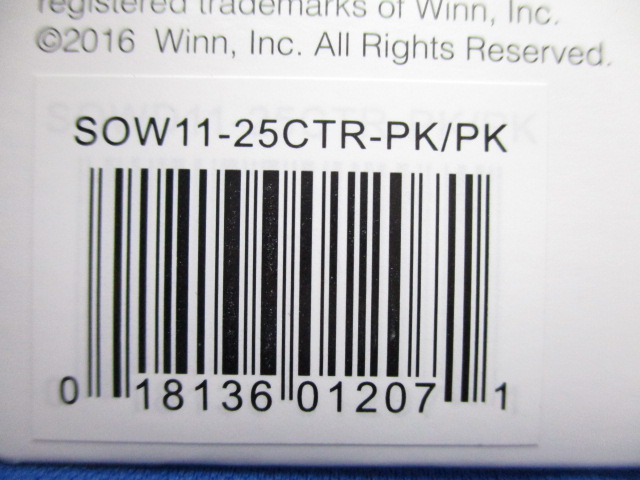 registered trademarks of Winn, Inc.
©2016 Winn, Inc. All Rights Reserved.
SOW11-25CTR-PK/PK
0 18136 01207 1